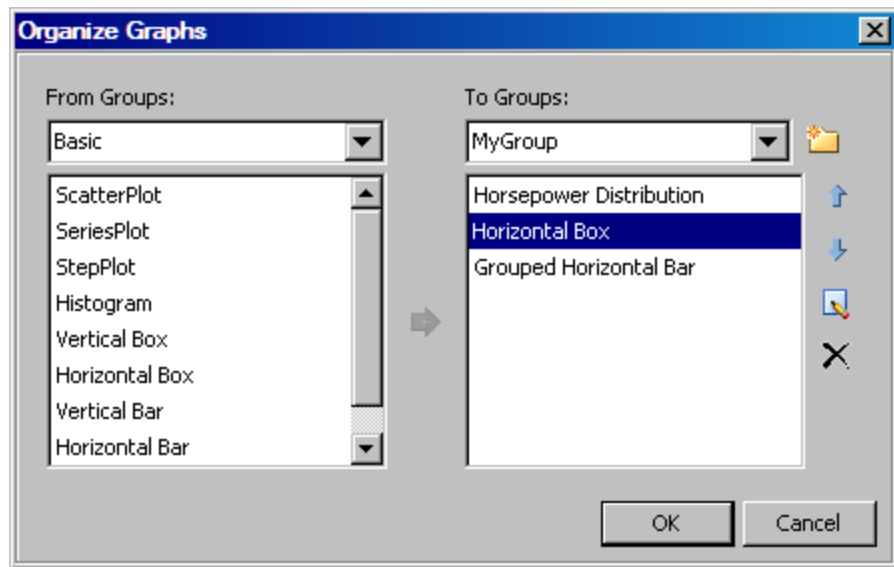 Organize Graphs
From Groups:
Basic
ScatterPlot
SeriesPlot
StepPlot
Histogram
Vertical Box
Horizontal Box
Vertical Bar
Horizontal Bar
To Groups:
MyGroup
Horsepower Distribution
Horizontal Box
Grouped Horizontal Bar
OK
Cancel